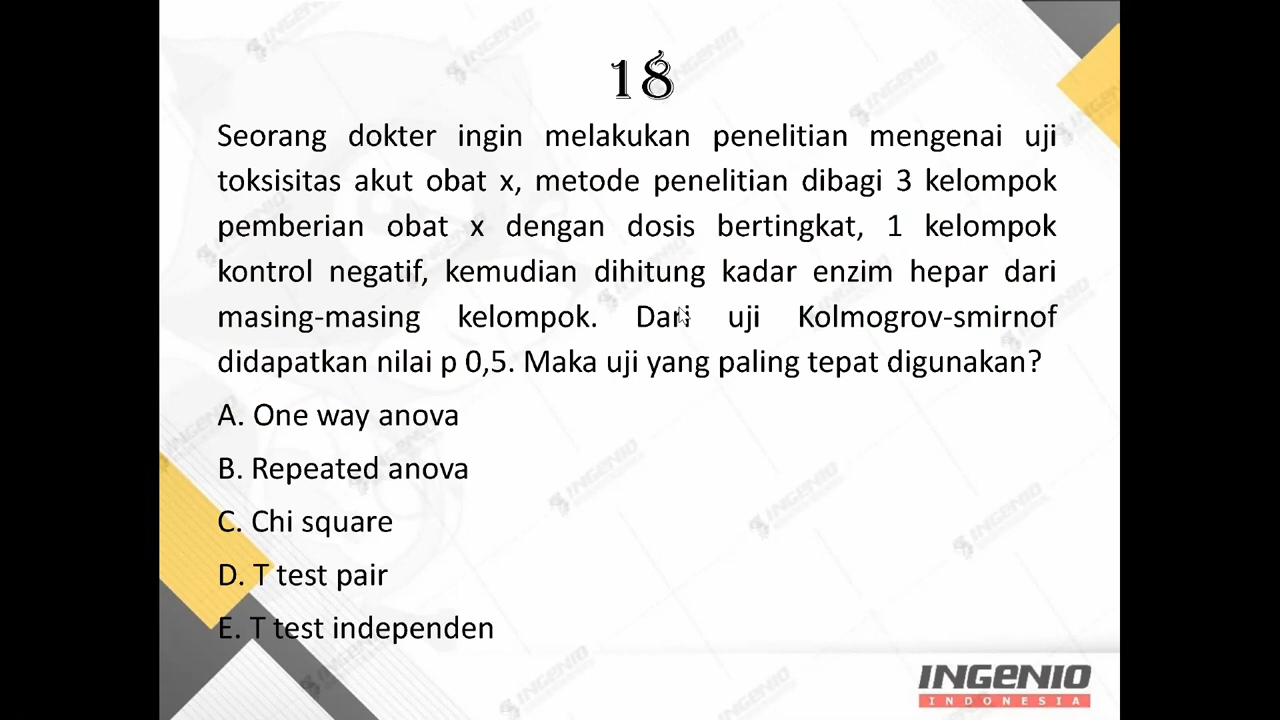 18
Seorang dokter ingin melakukan penelitian mengenai uji
toksisitas akut obat x, metode penelitian dibagi 3 kelompok
pemberian obat x dengan dosis bertingkat, 1 kelompok
kontrol negatif, kemudian dihitung kadar enzim hepar dari
masing-masing kelompok. Dari uji Kolmogrov-smirnof
didapatkan nilai p 0,5. Maka uji yang paling tepat digunakan?
A. One way anova
B. Repeated anova
C. Chi square
D. T test pair
E. T test independen
INGENIO
INDONESIA